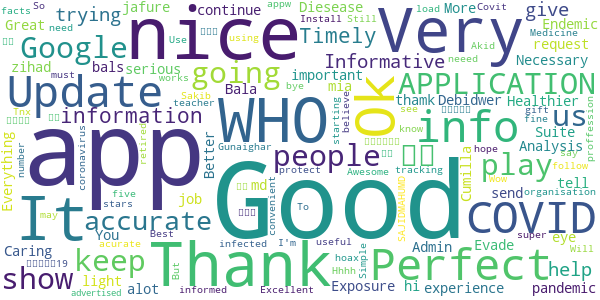 So nice Very facts jafure Diesease load Covit
Great trying Timely give More Endemic
need Google going request Akid Medicine
zihad bals serious Informative Use neeed Necessary
Update Bala important thamk Install Still appw
information mia Ok APPLICATION using works
WHO people Debidwer Healthier us bye
app Good info Suite believe gift
Everything Tnx It Better teacher Sakib Analysis fine
accurate Gunaighar play Cumilla proffession
coronavirus number job md starting see know
must You Awesome tracking SAJIDMAHUMD
retired five COVID send tell say
keep Thank Perfect Admin Evade eye follow
Caring stars convenient protect To Wow organisation
show may Best infected I'm hoax hope Will super
light useful Simple Exposure hi experience help
But acurate alot Hhhh pandemic
advertised informed Excellent